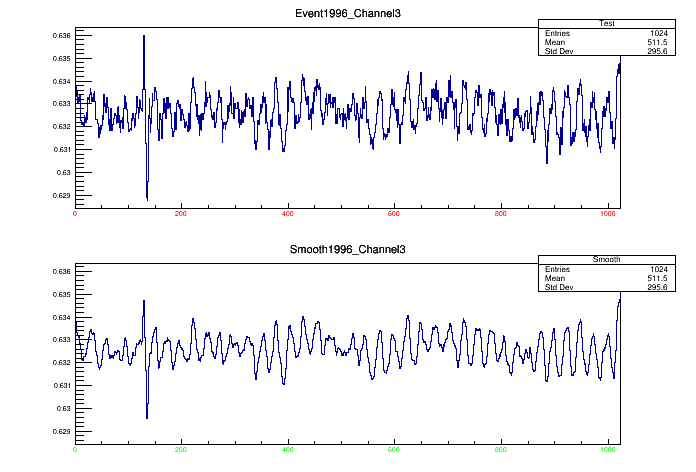 Event1996_Channel3
Test
Entries 1024
Mean 511.5
Std Dev 295.6
0.636
0.635
0.634
0.633
0.632
0.631
0.63
0.629
0 200 400 600 800 1000
Smooth1996_Channel3
Smooth
Entries 1024
Mean 511.5
Std Dev 295.6
0.636
0.635
0.634
0.633
0.632
0.631
0.63
0.629
0 200 400 600 800 1000